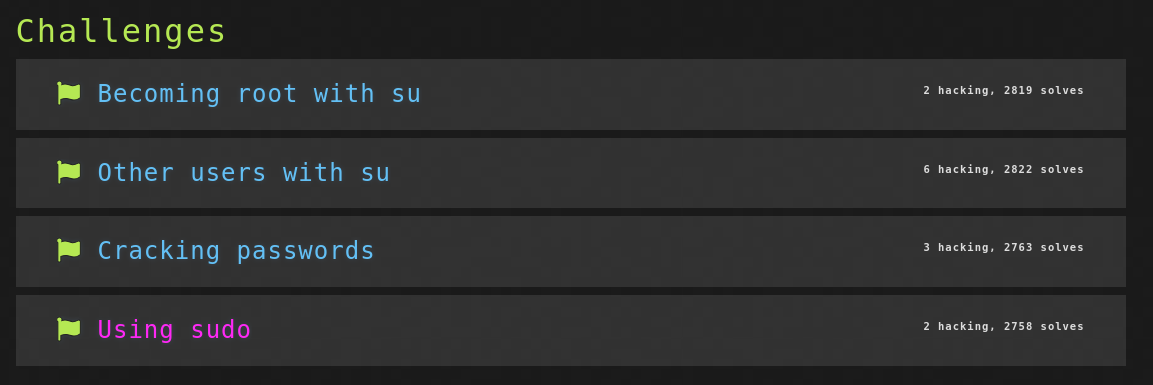 Challenges
Becoming root with su
2 hacking, 2819 solves
Other users with su
6 hacking, 2822 solves
Cracking passwords
3 hacking, 2763 solves
Using sudo
2 hacking, 2758 solves